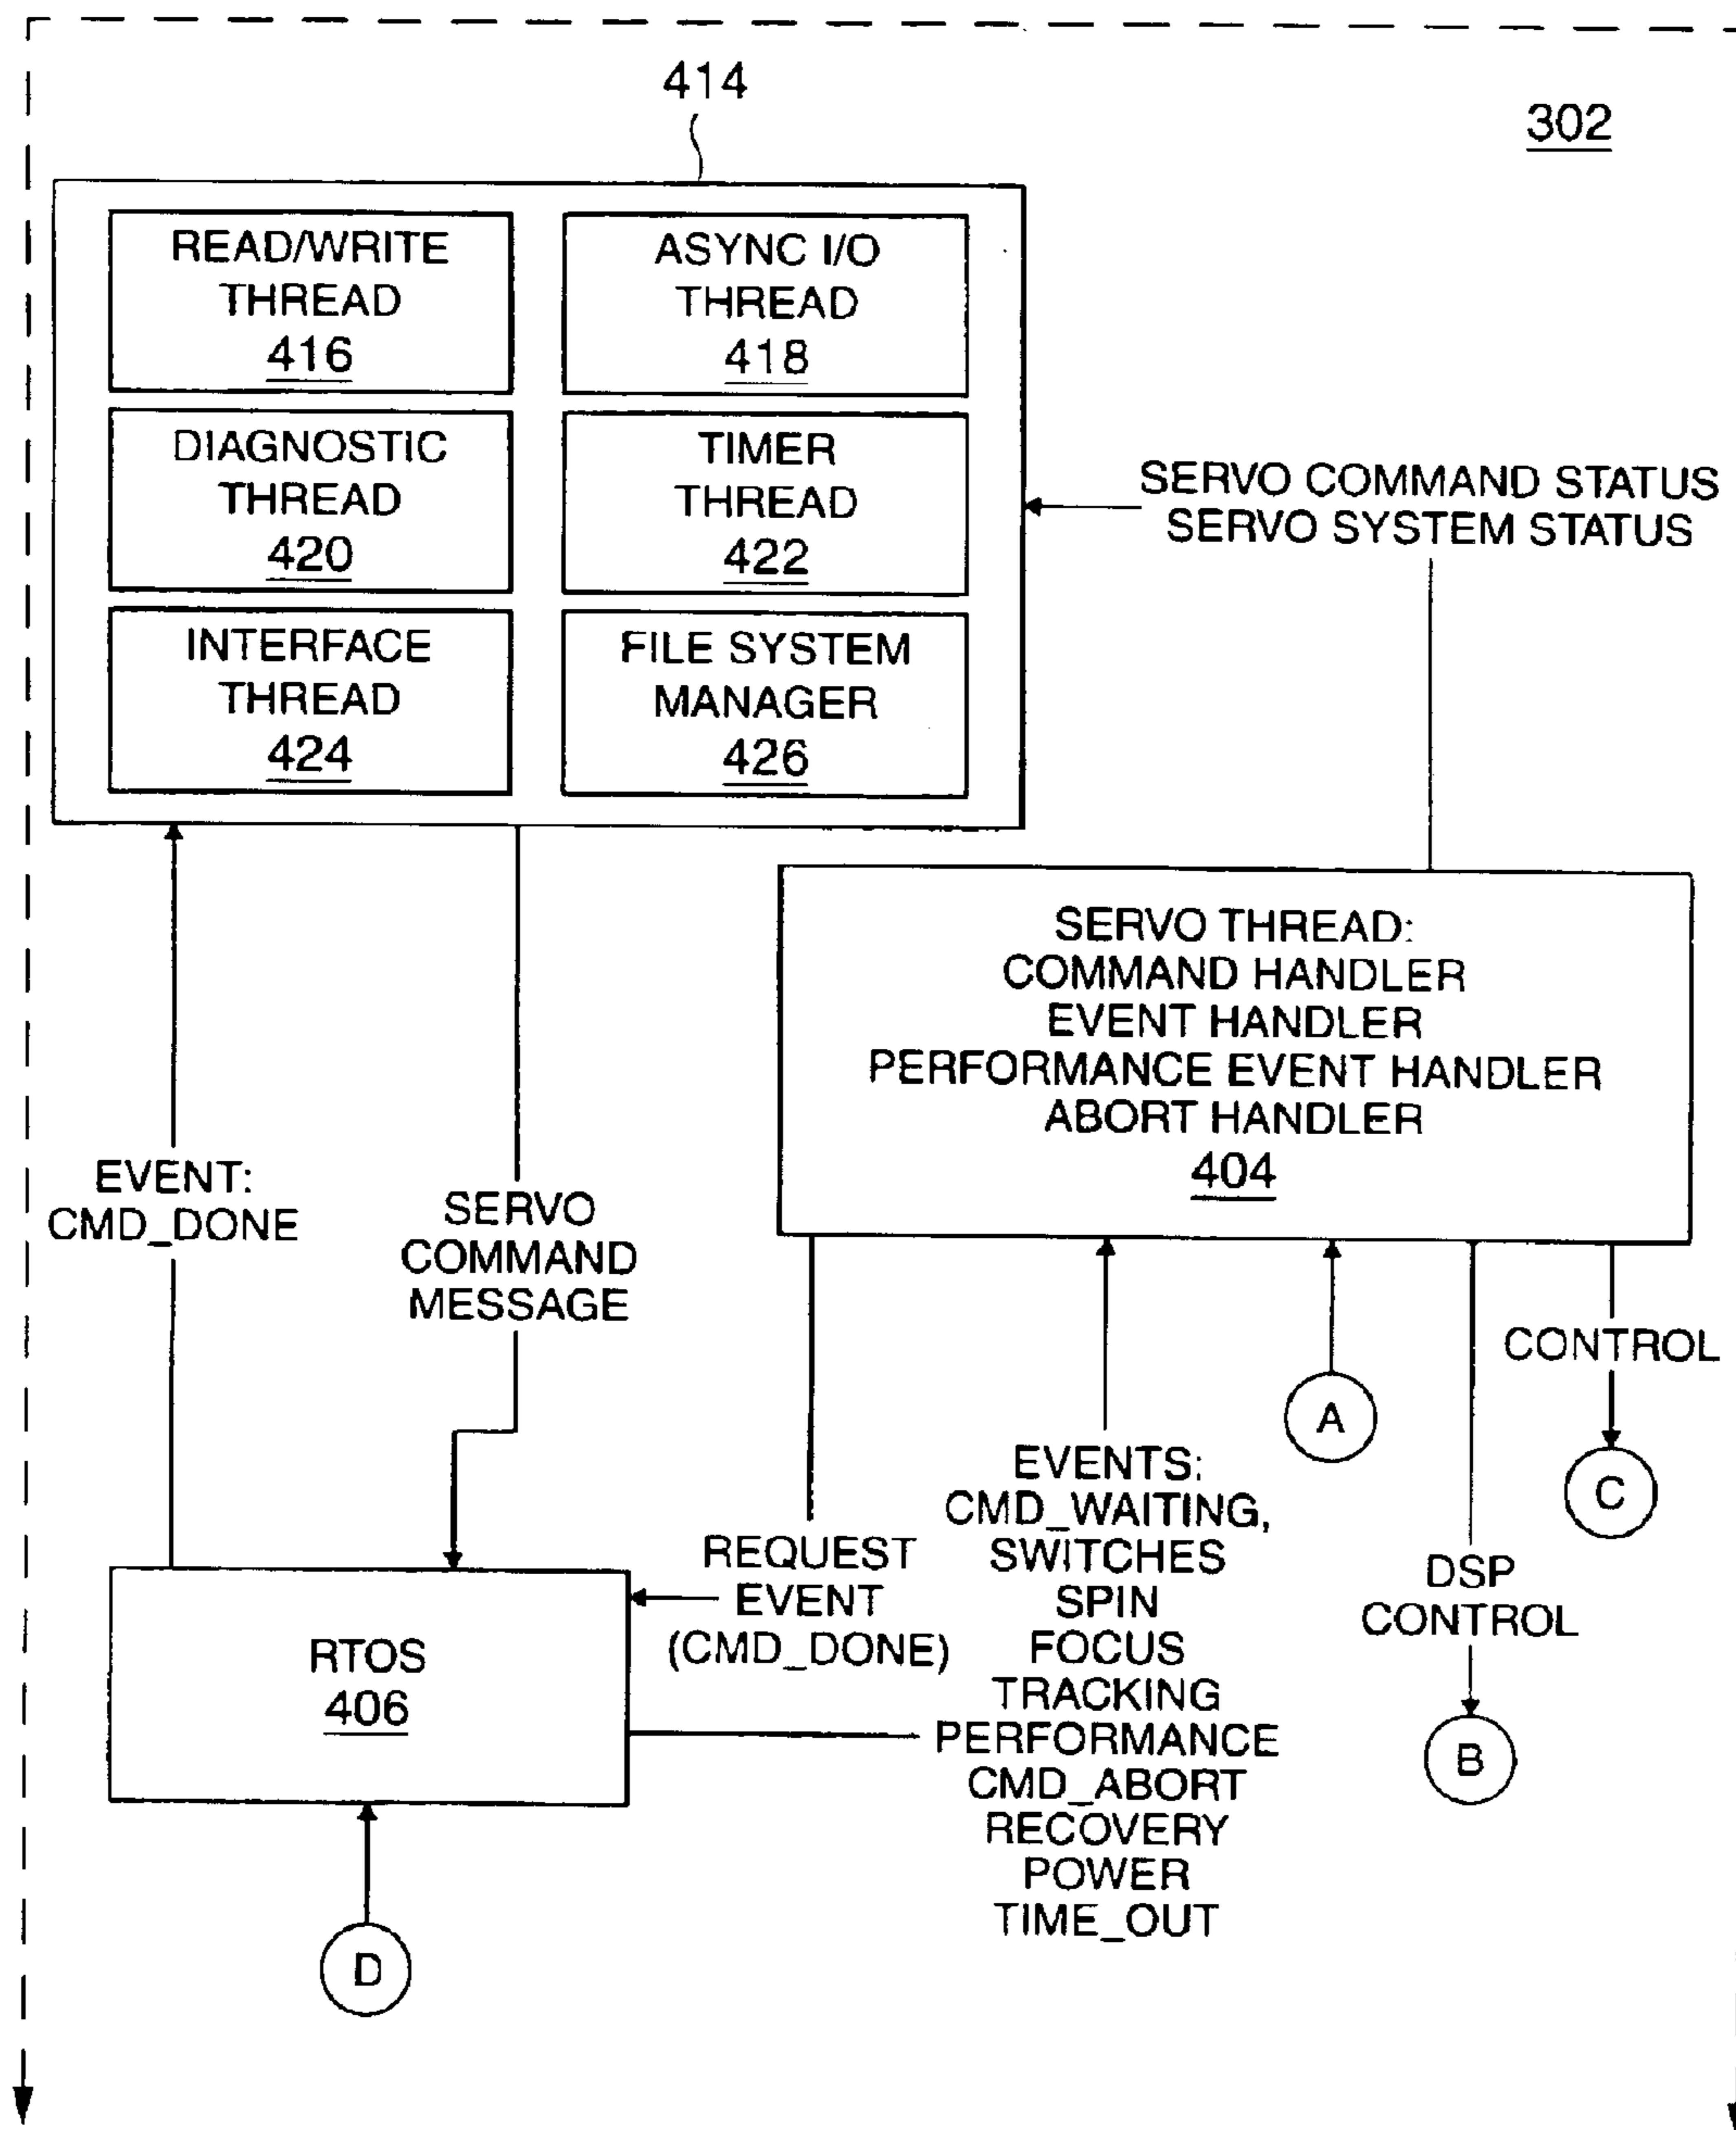 414
302
READ/WRITE
THREAD
416
ASYNC I/O
THREAD
418
DIAGNOSTIC
THREAD
420
TIMER
THREAD
422
INTERFACE
THREAD
424
FILE SYSTEM
MANAGER
426
SERVO COMMAND STATUS
SERVO SYSTEM STATUS
SERVO THREAD:
COMMAND HANDLER
EVENT HANDLER
PERFORMANCE EVENT HANDLER
ABORT HANDLER
404
EVENT:
CMD_DONE
SERVO
COMMAND
MESSAGE
CONTROL
A
C
REQUEST
EVENT
(CMD_DONE)
EVENTS:
CMD_WAITING,
SWITCHES
SPIN
FOCUS
TRACKING
PERFORMANCE
CMD_ABORT
RECOVERY
POWER
TIME_OUT
DSP
CONTROL
B
RTOS
406
D